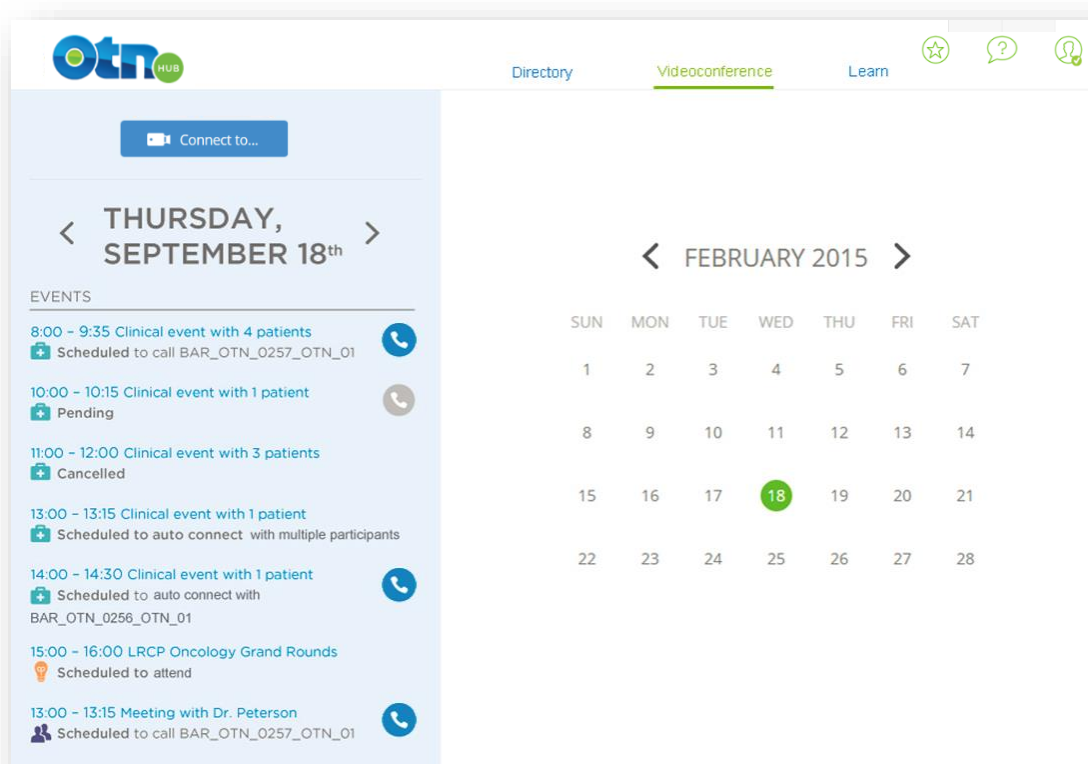 Otn HUB
Directory
Videoconference
Learn
?
Connect to...
THURSDAY,
SEPTEMBER 18th
EVENTS
8:00 – 9:35 Clinical event with 4 patients
Scheduled to call BAR_OTN_0257_OTN_01
10:00 – 10:15 Clinical event with 1 patient
Pending
11:00 – 12:00 Clinical event with 3 patients
Cancelled
13:00 – 13:15 Clinical event with 1 patient
Scheduled to auto connect with multiple participants
14:00 – 14:30 Clinical event with 1 patient
Scheduled to auto connect with
BAR_OTN_0256_OTN_01
15:00 – 16:00 LRCP Oncology Grand Rounds
Scheduled to attend
13:00 – 13:15 Meeting with Dr. Peterson
Scheduled to call BAR_OTN_0257_OTN_01
FEBRUARY 2015
SUN MON TUE WED THU FRI SAT
1 2 3 4 5 6 7
8 9 10 11 12 13 14
15 16 17 18 19 20 21
22 23 24 25 26 27 28